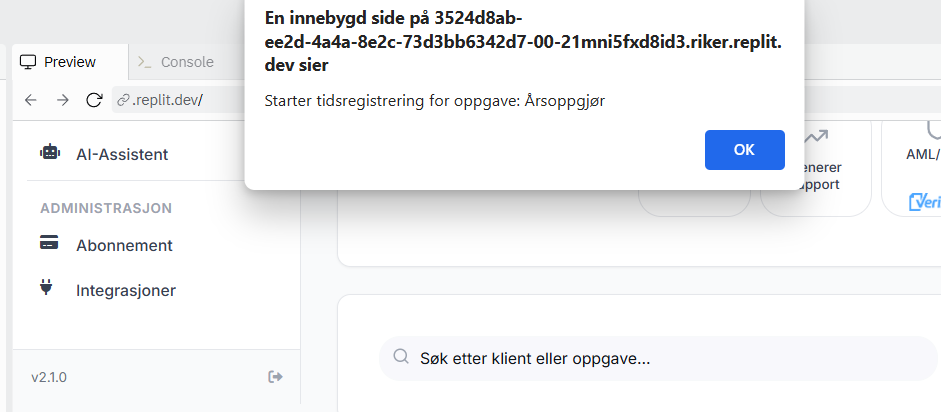 En innebygd side på 3524d8ab-
ee2d-4a4a-8e2c-73d3bb6342d7-00-21mni5fxd8id3.riker.replit.
dev sier
Starter tidsregistrering for oppgave: Årsoppgjør
OK
Preview
Console
.replit.dev/
AI-Assistent
ADMINISTRASJON
Abonnement
Integrasjoner
v2.1.0
enerer
apport
AML/
Veri
Søk etter klient eller oppgave...